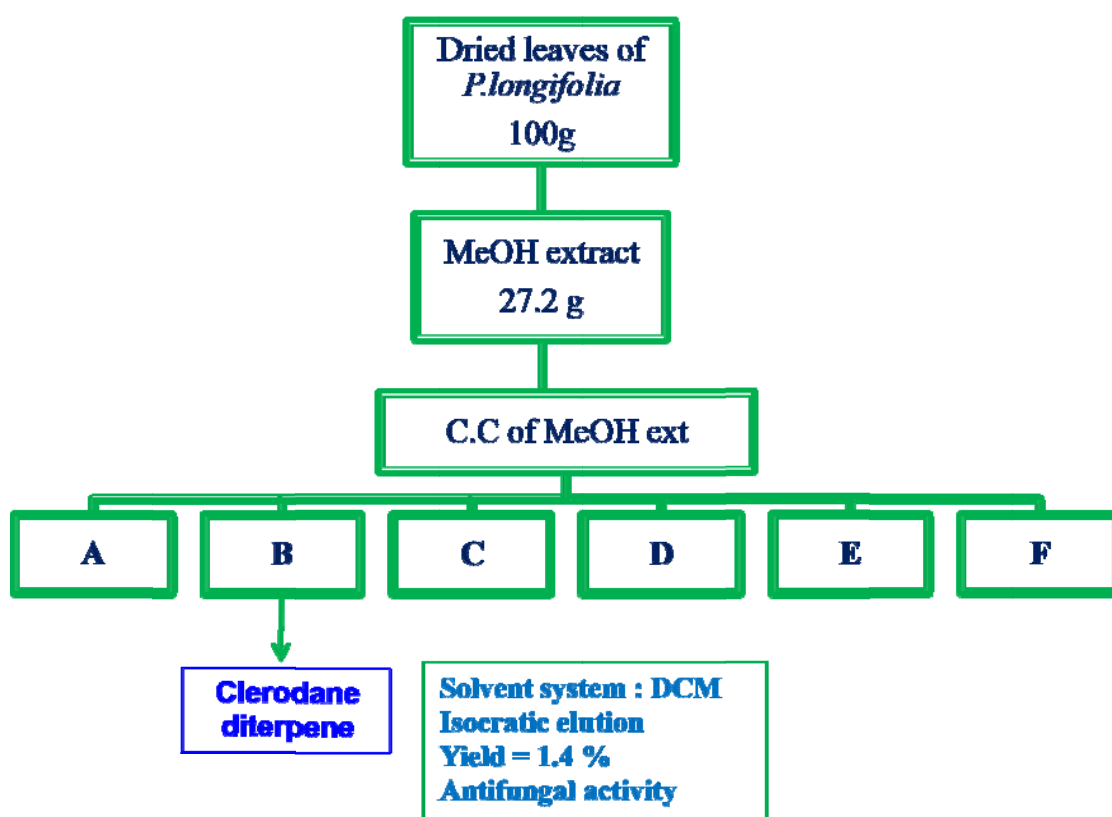 Dried leaves of
P.longifolia
100g
MeOH extract
27.2 g
C.C of MeOH ext
A
B
C
D
E
F
Clerodane
diterpene
Solvent system : DCM
Isocratic elution
Yield = 1.4 %
Antifungal activity